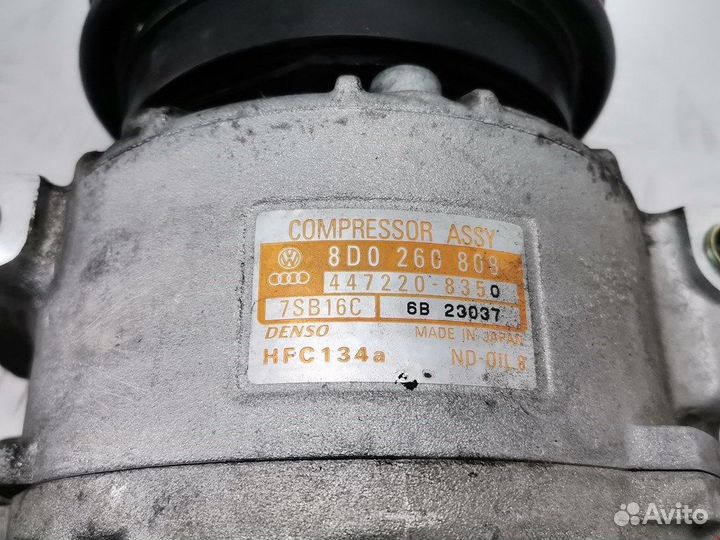 COMPRESSOR ASSY
8D0 260 808
447220-8350
7SB16C 6B 23037
DENSO MADE IN JAPAN
HFC134a ND-OIL 8
Avito